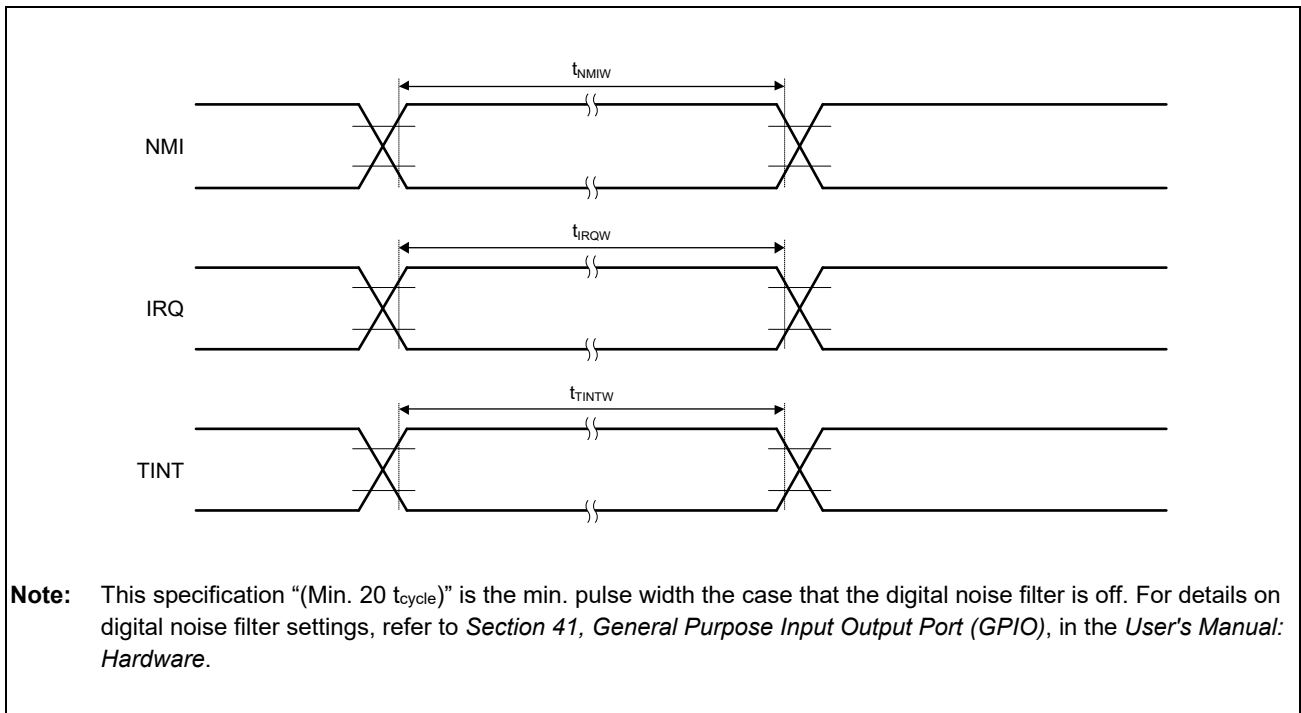 tNMIW
NMI
tIRQW
IRQ
tTINTW
TINT
Note: This specification “(Min. 20 tcycle)” is the min. pulse width the case that the digital noise filter is off. For details on
digital noise filter settings, refer to Section 41, General Purpose Input Output Port (GPIO), in the User's Manual:
Hardware.